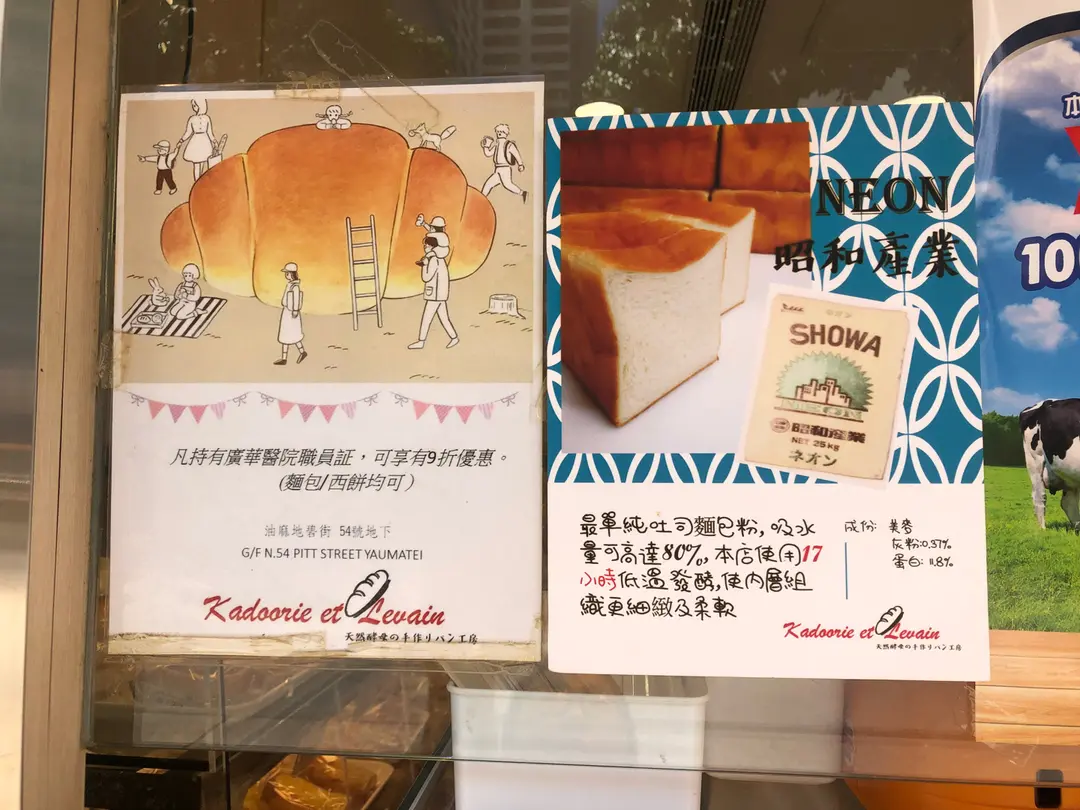 凡持有廣華醫院職員証，可享有9折優惠。
(麵包/西餅均可）
油麻地碧街 54號地下
G/F N.54 PITT STREET YAUMATEI
Kadoorie et Levain
天然酵母の手作りパン工房
NEON
昭和產業
SHOWA
NEON
昭和産業
NET 25kg
ネオン
最單純吐司麵包粉，吸水
量可高達80%，本店使用17
小時低溫發酵，使內層組
織更細緻及柔軟
成份: 美麥
灰粉:0.37%
蛋白: 11.8%
Kadoorie et Levain
天然酵母の手作りパン工房
本
10